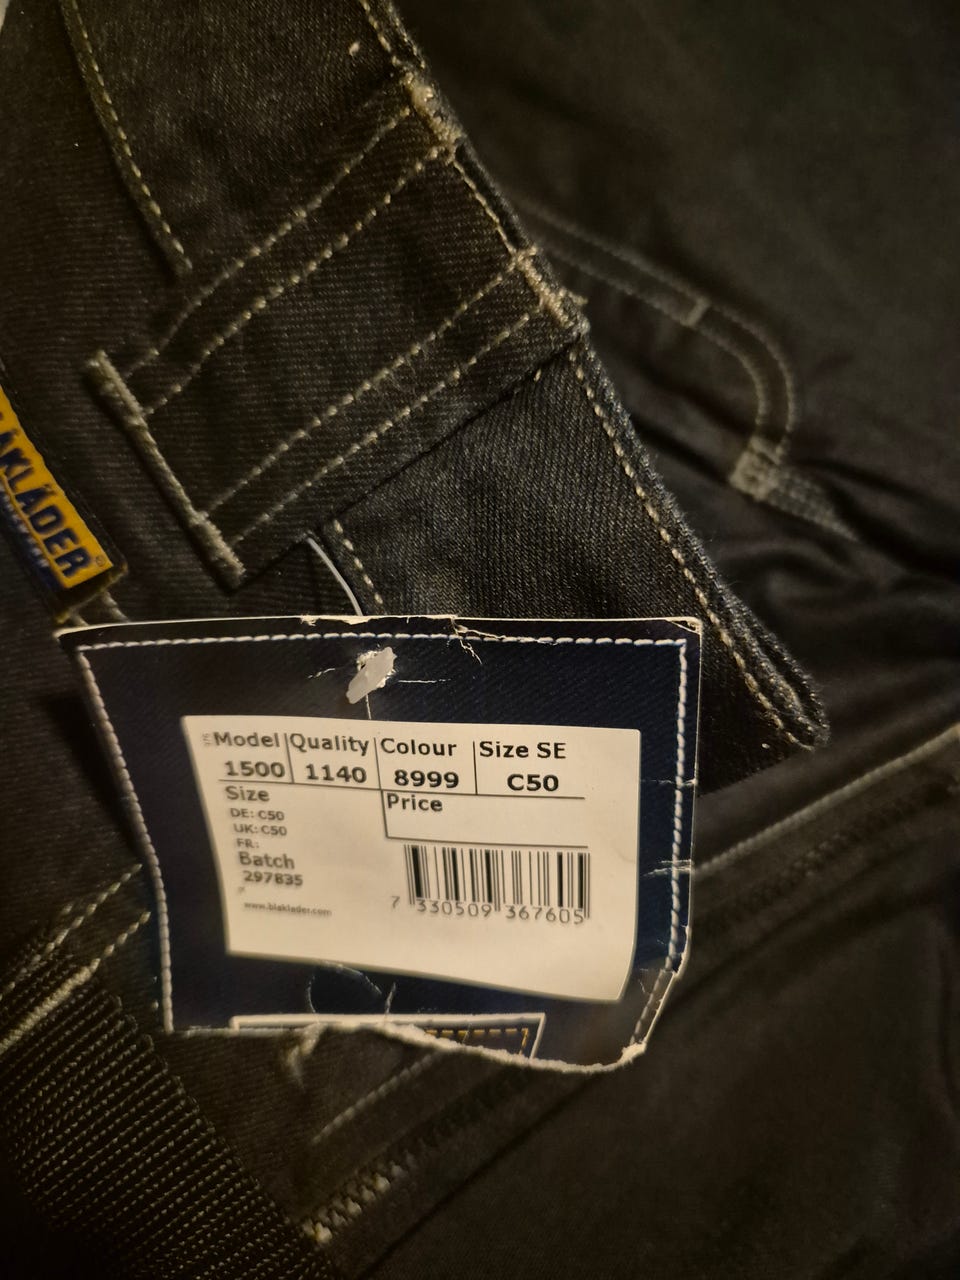 AKLÄDER®
Model Quality Colour Size SE
1500 1140 8999 C50
Size Price
DE: C50
UK: C50
FR:
Batch
297835
www.blaklader.com
7 330509 367605